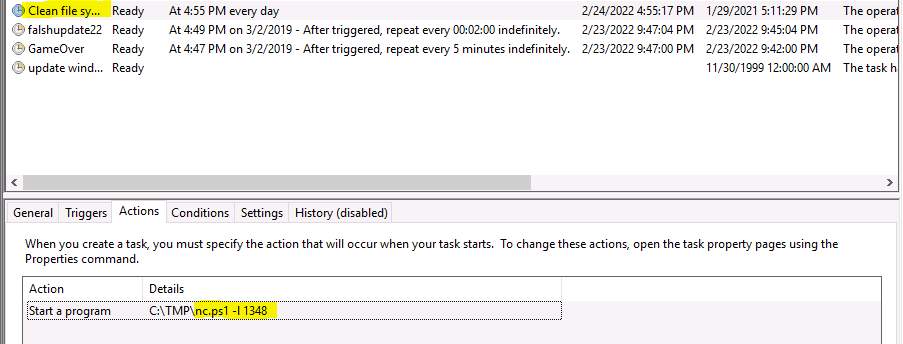 Clean file sy... Ready At 4:55 PM every day 2/24/2022 4:55:17 PM 1/29/2021 5:11:29 PM The operat
falshupdate22 Ready At 4:49 PM on 3/2/2019 - After triggered, repeat every 00:02:00 indefinitely. 2/23/2022 9:47:04 PM 2/23/2022 9:45:04 PM The operat
GameOver Ready At 4:47 PM on 3/2/2019 - After triggered, repeat every 5 minutes indefinitely. 2/23/2022 9:47:00 PM 2/23/2022 9:42:00 PM The operat
update wind... Ready 11/30/1999 12:00:00 AM The task h
General Triggers Actions Conditions Settings History (disabled)
When you create a task, you must specify the action that will occur when your task starts. To change these actions, open the task property pages using the
Properties command.
Action Details
Start a program C:\TMP\nc.ps1 -l 1348